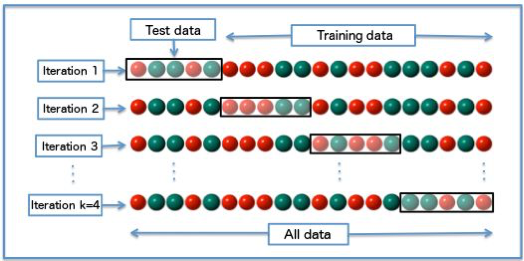 Test data
Training data
Iteration 1
Iteration 2
Iteration 3
Iteration k=4
All data